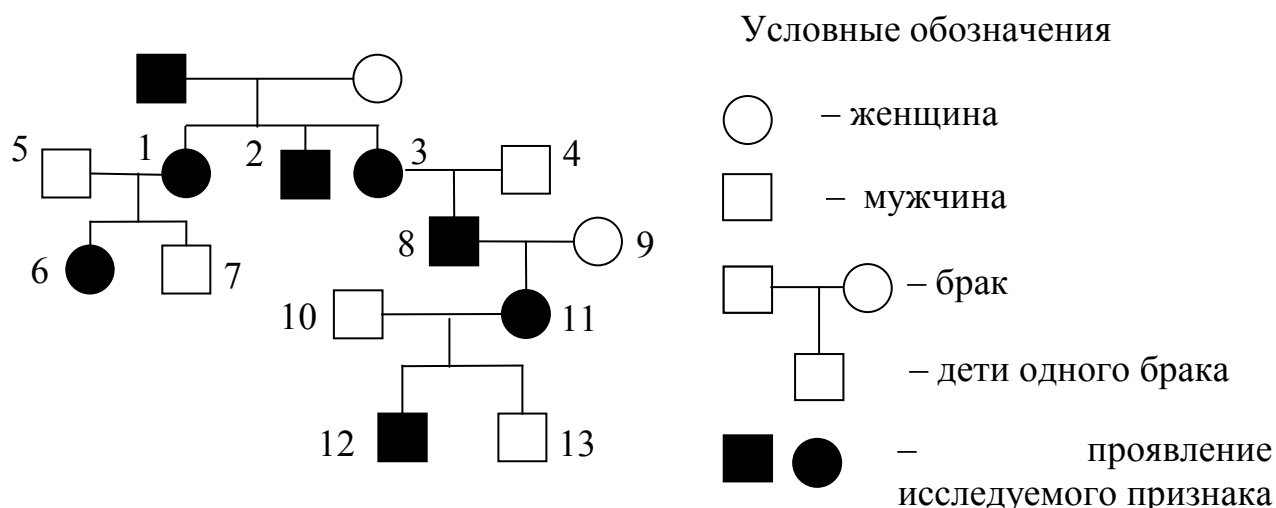 Условные обозначения
– женщина
– мужчина
– брак
– дети одного брака
– проявление
исследуемого признака
5 1 2 3 4
6 7 8 9
10 11
12 13